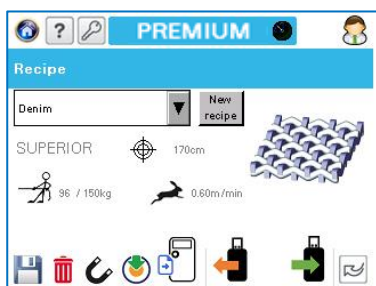 ? PREMIUM
Recipe
Denim
New
recipe
SUPERIOR 170cm
96 / 150kg 0.60m/min